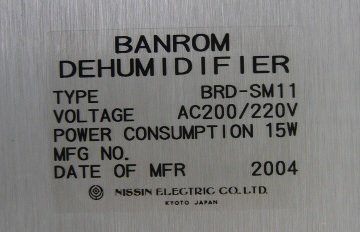 BANROM
DEHUMIDIFIER
TYPE BRD-SM11
VOLTAGE AC200/220V
POWER CONSUMPTION 15W
MFG NO.
DATE OF MFR 2004
NISSIN ELECTRIC CO. LTD.
KYOTO JAPAN